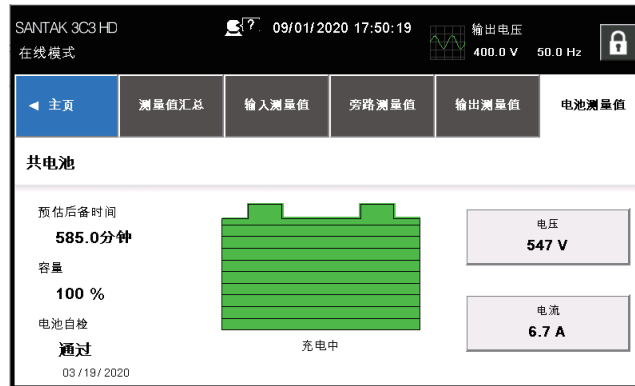 SANTAK 3C3 HD
在线模式
? 09/01/2020 17:50:19
输出电压
400.0 V 50.0 Hz
◀ 主页 测量值汇总 输入测量值 旁路测量值 输出测量值 电池测量值
共电池
预估后备时间
585.0分钟
容量
100 %
电池自检
通过
03/19/2020
充电中
电压
547 V
电流
6.7 A